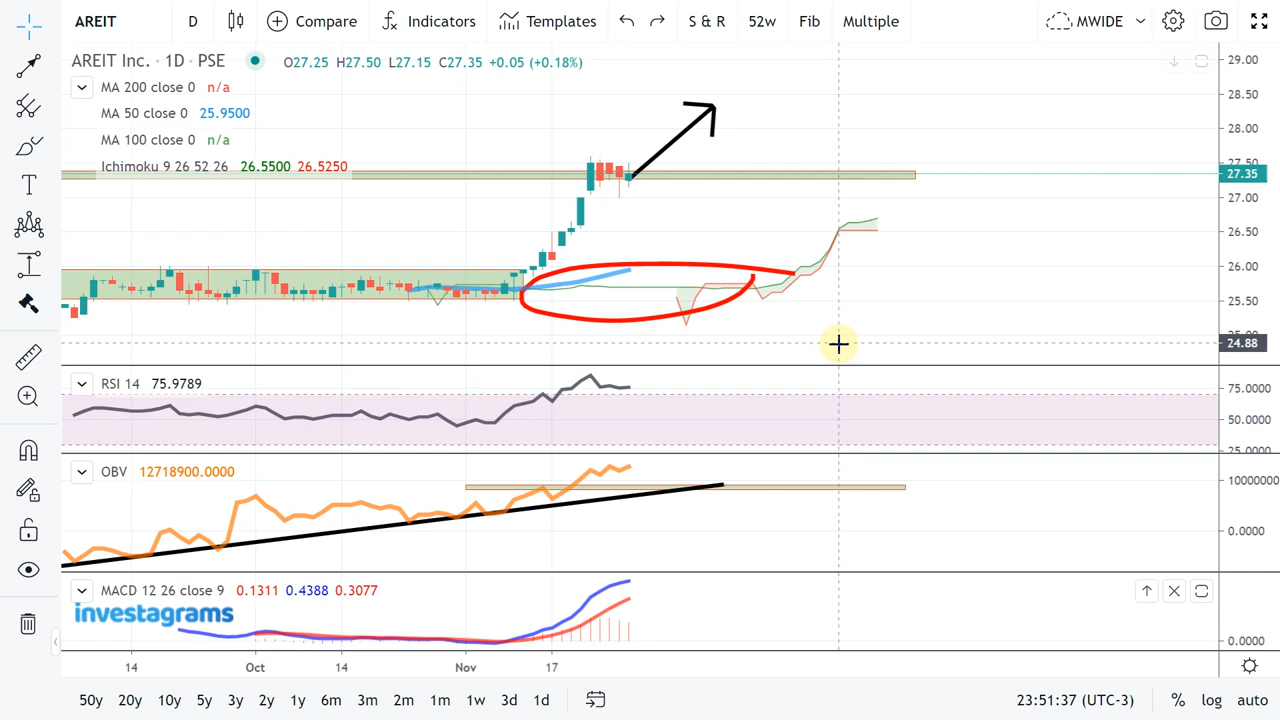 AREIT D Compare Indicators Templates S & R 52w Fib Multiple MWIDE
AREIT Inc. · 1D · PSE O27.25 H27.50 L27.15 C27.35 +0.05 (+0.18%)
MA 200 close 0 n/a
MA 50 close 0 25.9500
MA 100 close 0 n/a
Ichimoku 9 26 52 26 26.5500 26.5250
29.00
28.50
28.00
27.50
27.35
27.00
26.50
26.00
25.50
25.00
24.88
RSI 14 75.9789
75.0000
50.0000
25.0000
OBV 12718900.0000
10000000
0.0000
MACD 12 26 close 9 0.1311 0.4388 0.3077
investagrams
0.0000
14 Oct 14 Nov 17
50y 20y 10y 5y 3y 2y 1y 6m 3m 2m 1m 1w 3d 1d 23:51:37 (UTC-3) % log auto